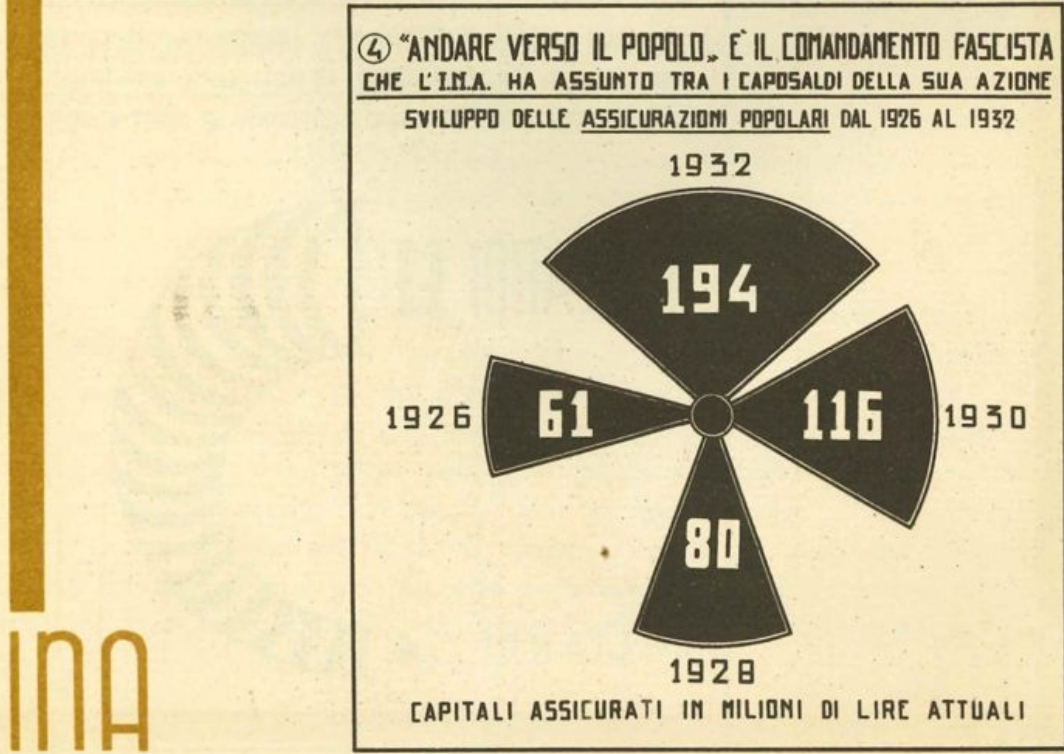 ④ “ANDARE VERSO IL POPOLO„ E' IL COMANDAMENTO FASCISTA
CHE L'I.N.A. HA ASSUNTO TRA I CAPOSALDI DELLA SUA AZIONE
SVILUPPO DELLE ASSICURAZIONI POPOLARI DAL 1926 AL 1932
1932
194
1926
61
116
1930
80
1928
CAPITALI ASSICURATI IN MILIONI DI LIRE ATTUALI
INA